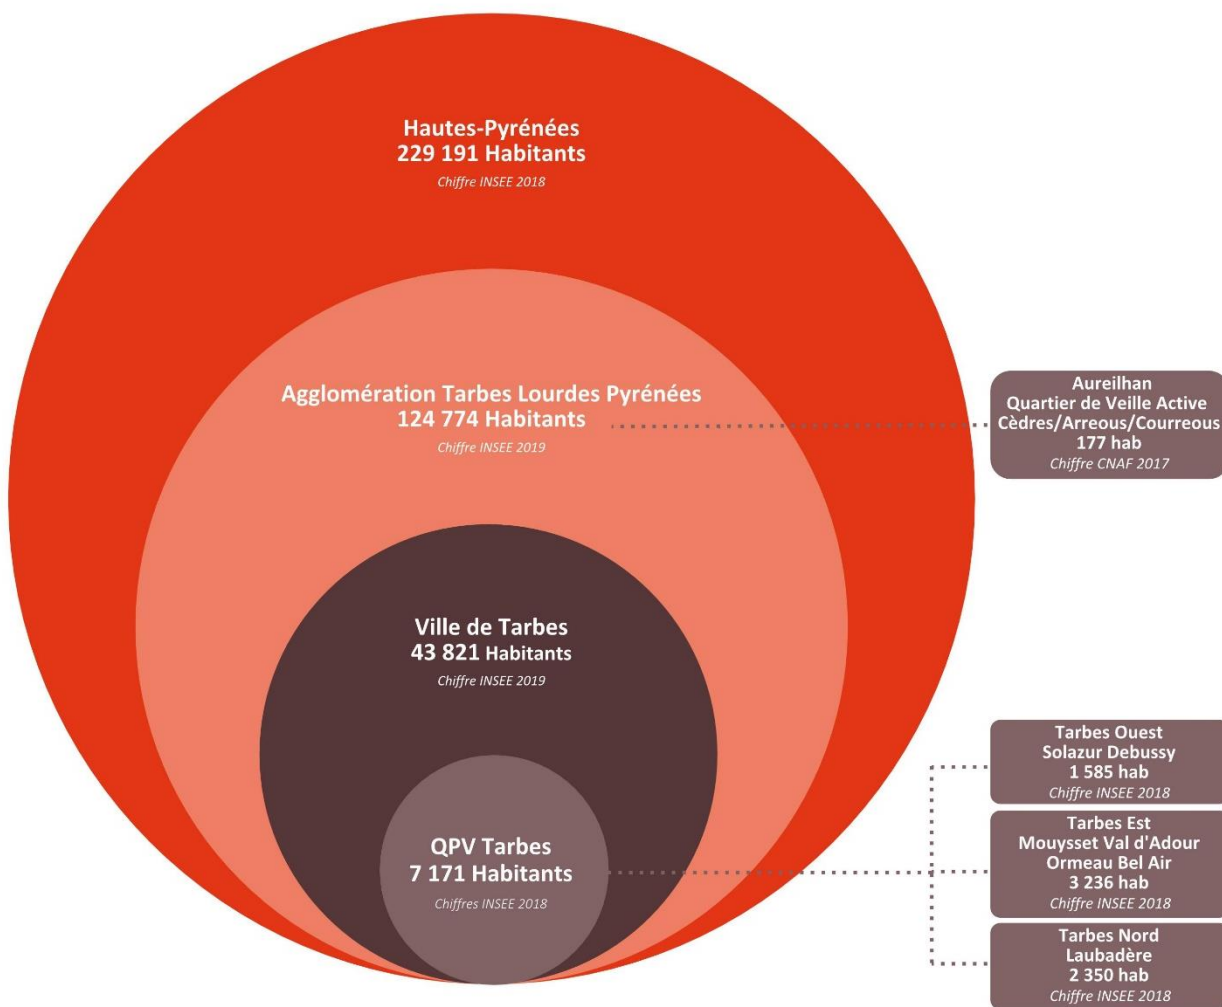 Hautes-Pyrénées
229 191 Habitants
Chiffre INSEE 2018
Agglomération Tarbes Lourdes Pyrénées
124 774 Habitants
Chiffre INSEE 2019
Aureilhan
Quartier de Veille Active
Cèdres/Arreous/Courreous
177 hab
Chiffre CNAF 2017
Ville de Tarbes
43 821 Habitants
Chiffre INSEE 2019
QPV Tarbes
7 171 Habitants
Chiffres INSEE 2018
Tarbes Ouest
Solazur Debussy
1 585 hab
Chiffre INSEE 2018
Tarbes Est
Mouysset Val d'Adour
Ormeau Bel Air
3 236 hab
Chiffre INSEE 2018
Tarbes Nord
Laubadère
2 350 hab
Chiffre INSEE 2018